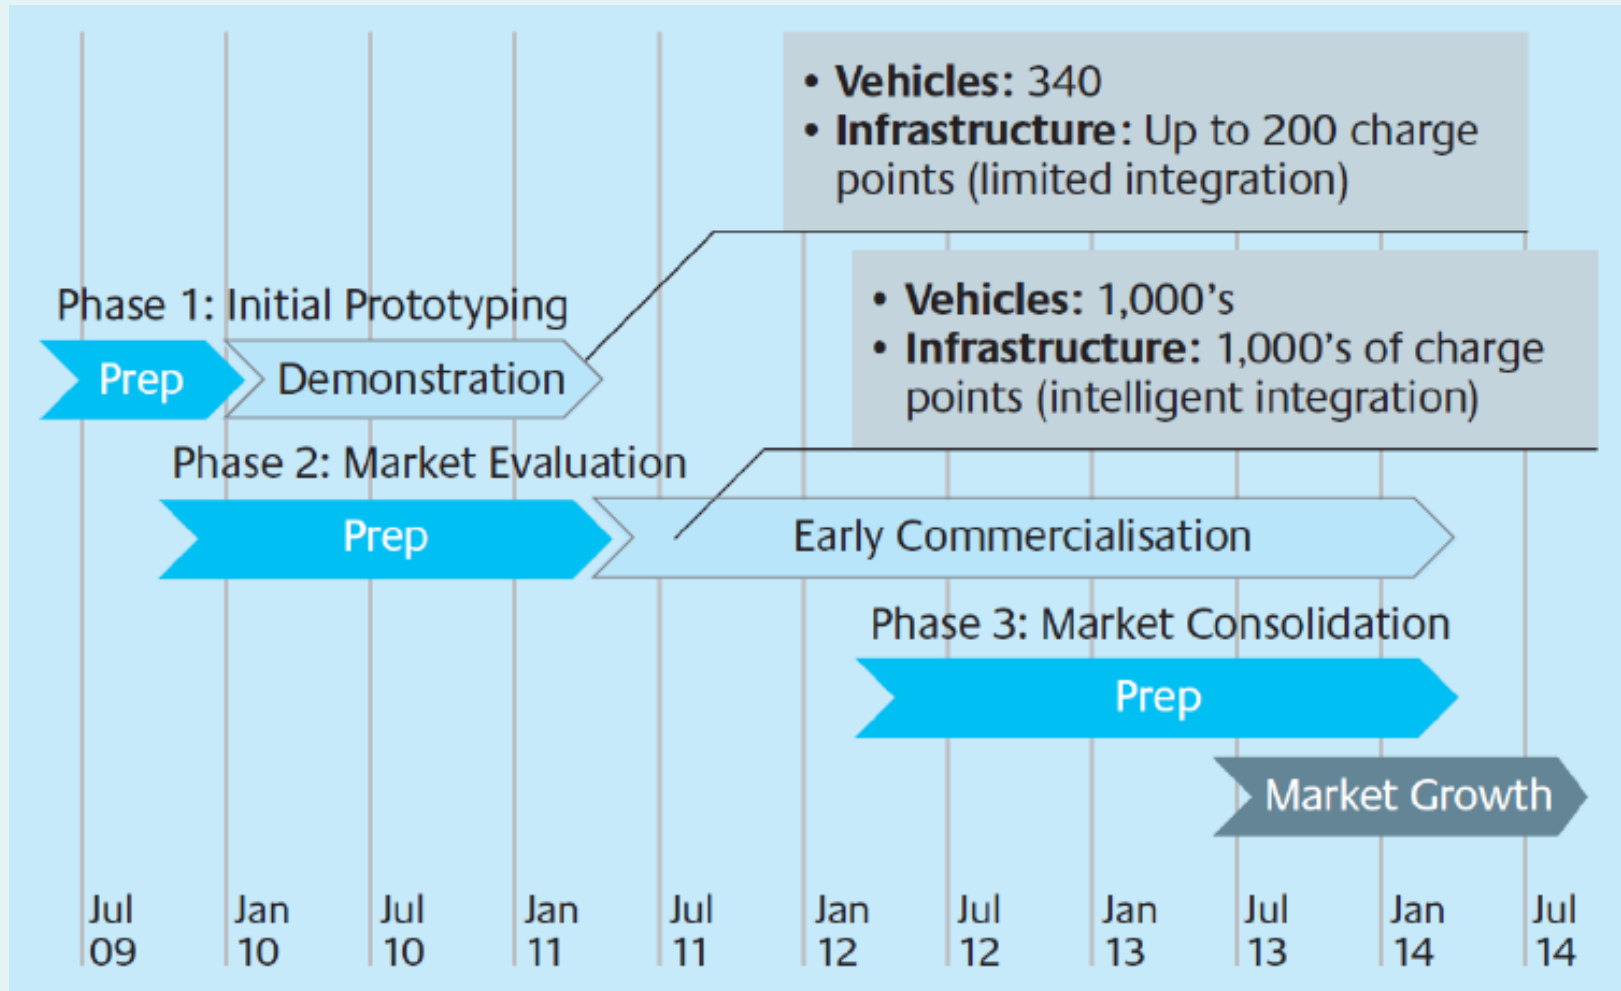 • Vehicles: 340
• Infrastructure: Up to 200 charge
points (limited integration)
Phase 1: Initial Prototyping
Prep
Demonstration
• Vehicles: 1,000’s
• Infrastructure: 1,000’s of charge
points (intelligent integration)
Phase 2: Market Evaluation
Prep
Early Commercialisation
Phase 3: Market Consolidation
Prep
Market Growth
Jul Jan Jul Jan Jul Jan Jul Jan Jul Jan Jul
09 10 10 11 11 12 12 13 13 14 14